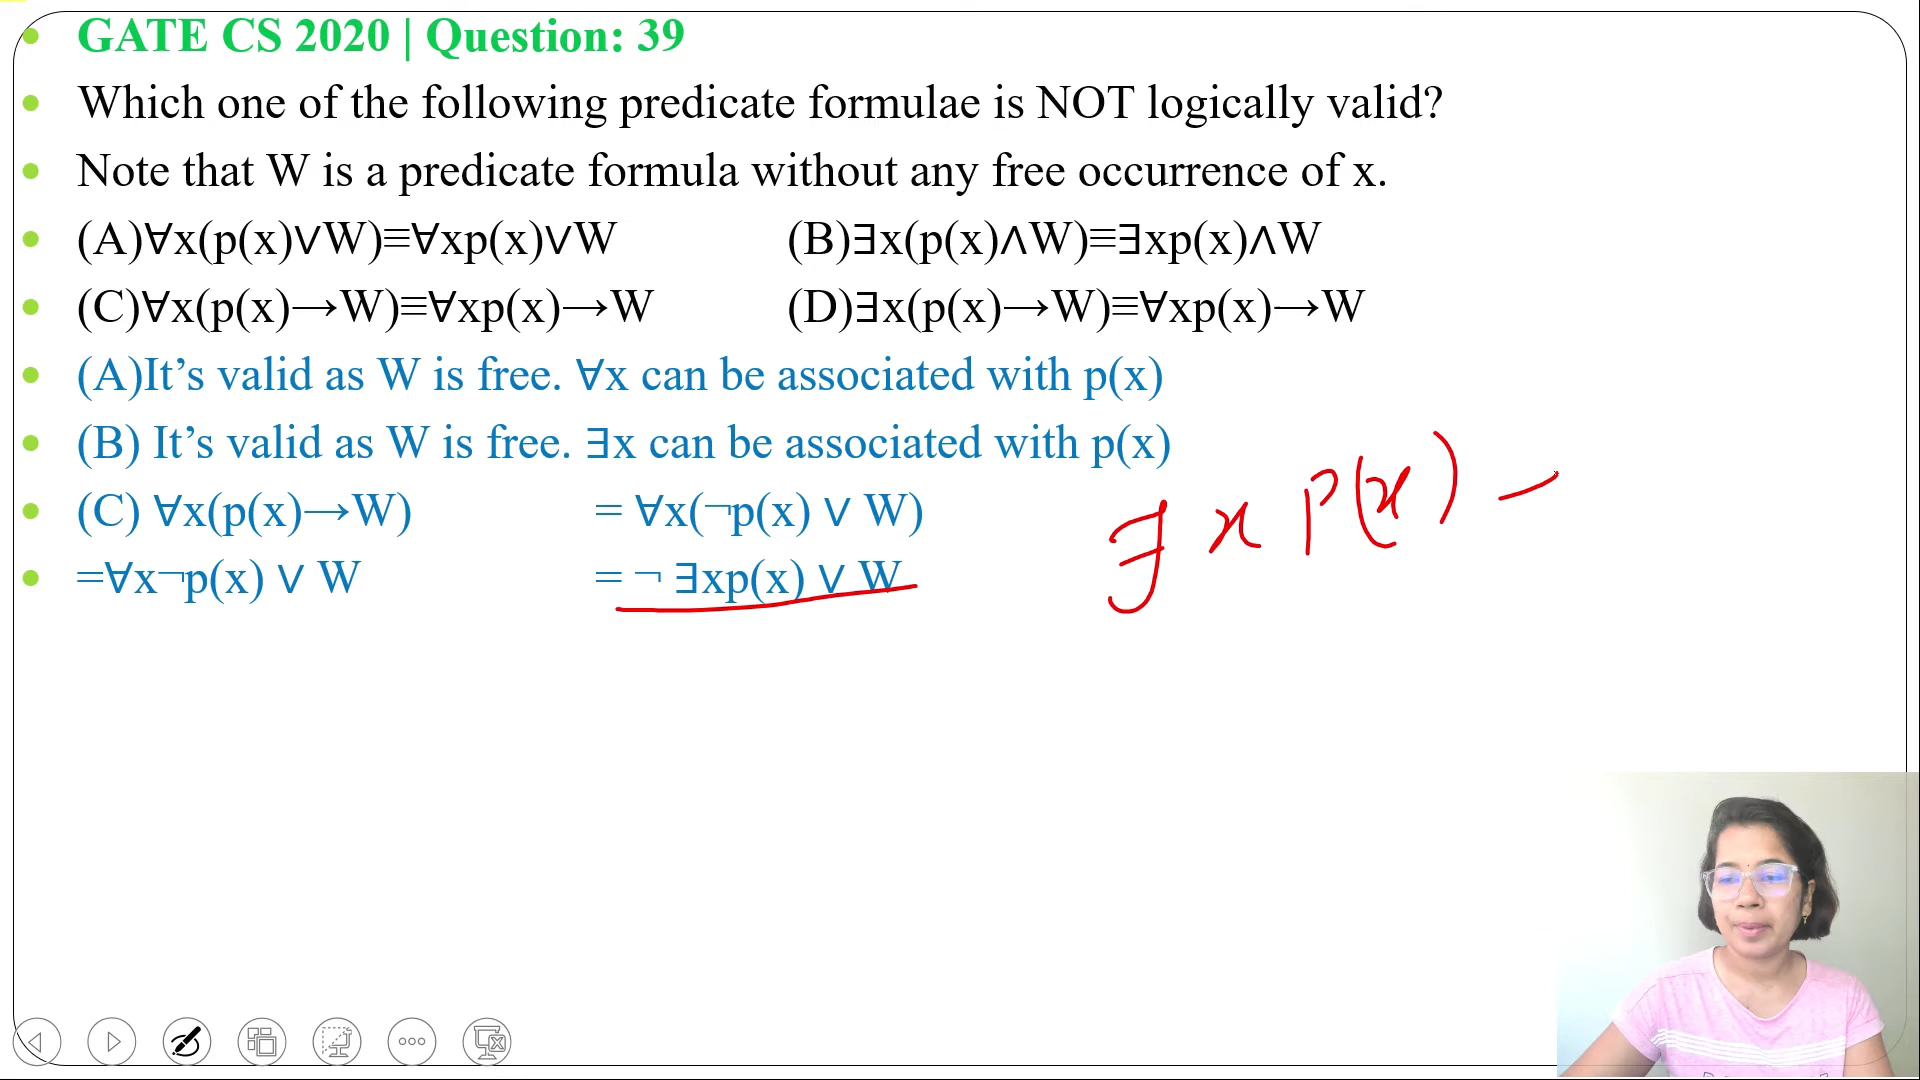 GATE CS 2020 | Question: 39
Which one of the following predicate formulae is NOT logically valid?
Note that W is a predicate formula without any free occurrence of x.
(A)∀x(p(x)∨W)≡∀xp(x)∨W (B)∃x(p(x)∧W)≡∃xp(x)∧W
(C)∀x(p(x)→W)≡∀xp(x)→W (D)∃x(p(x)→W)≡∀xp(x)→W
(A)It’s valid as W is free. ∀x can be associated with p(x)
(B) It’s valid as W is free. ∃x can be associated with p(x)
(C) ∀x(p(x)→W) = ∀x(¬p(x) ∨ W)
=∀x¬p(x) ∨ W = ¬ ∃xp(x) ∨ W
∃ x P(x) –